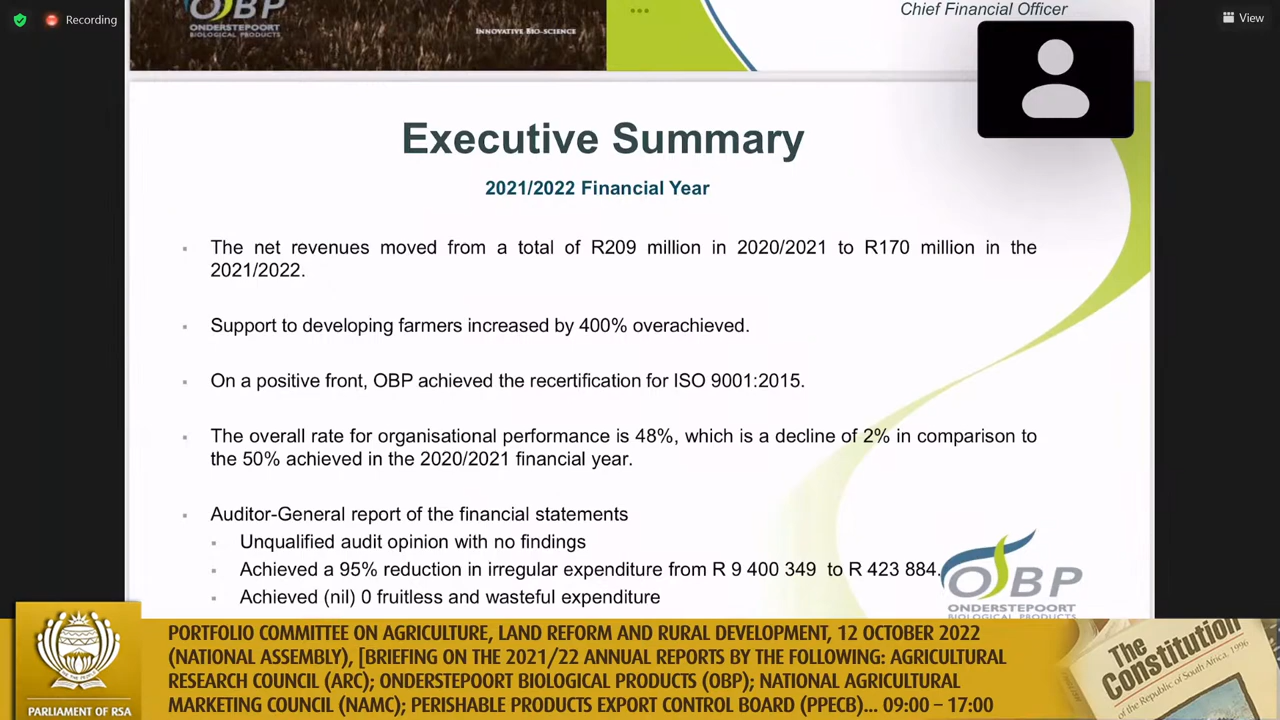 Recording
View
OBP
ONDERSTEPOORT
BIOLOGICAL PRODUCTS
INNOVATIVE BIO-SCIENCE
Chief Financial Officer
Executive Summary
2021/2022 Financial Year
The net revenues moved from a total of R209 million in 2020/2021 to R170 million in the
2021/2022.
Support to developing farmers increased by 400% overachieved.
On a positive front, OBP achieved the recertification for ISO 9001:2015.
The overall rate for organisational performance is 48%, which is a decline of 2% in comparison to
the 50% achieved in the 2020/2021 financial year.
Auditor-General report of the financial statements
Unqualified audit opinion with no findings
Achieved a 95% reduction in irregular expenditure from R 9 400 349 to R 423 884.
Achieved (nil) 0 fruitless and wasteful expenditure
OBP
ONDERSTEPOORT
PORTFOLIO COMMITTEE ON AGRICULTURE, LAND REFORM AND RURAL DEVELOPMENT, 12 OCTOBER 2022
(NATIONAL ASSEMBLY), [BRIEFING ON THE 2021/22 ANNUAL REPORTS BY THE FOLLOWING: AGRICULTURAL
RESEARCH COUNCIL (ARC); ONDERSTEPOORT BIOLOGICAL PRODUCTS (OBP); NATIONAL AGRICULTURAL
MARKETING COUNCIL (NAMC); PERISHABLE PRODUCTS EXPORT CONTROL BOARD (PPECB)... 09:00 – 17:00
PARLIAMENT OF RSA
The
Constitution
of the Republic of South Africa, 1996